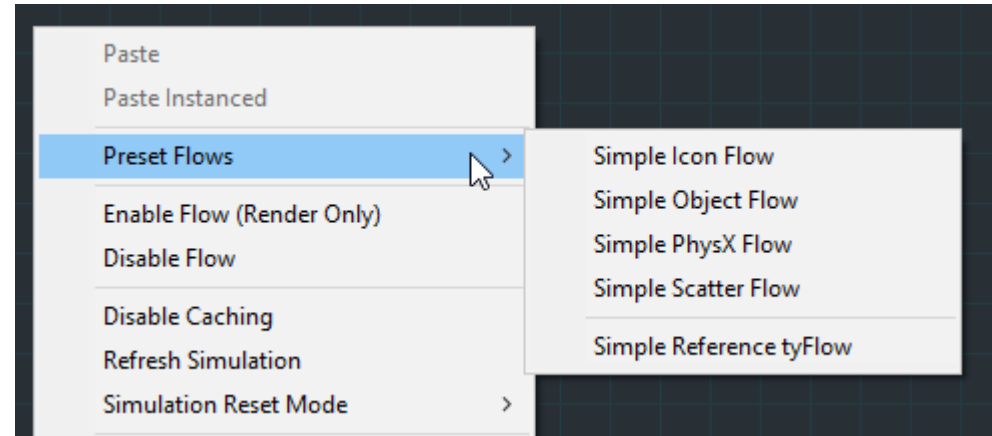 Paste
Paste Instanced
Preset Flows
Enable Flow (Render Only)
Disable Flow
Disable Caching
Refresh Simulation
Simulation Reset Mode
Simple Icon Flow
Simple Object Flow
Simple PhysX Flow
Simple Scatter Flow
Simple Reference tyFlow